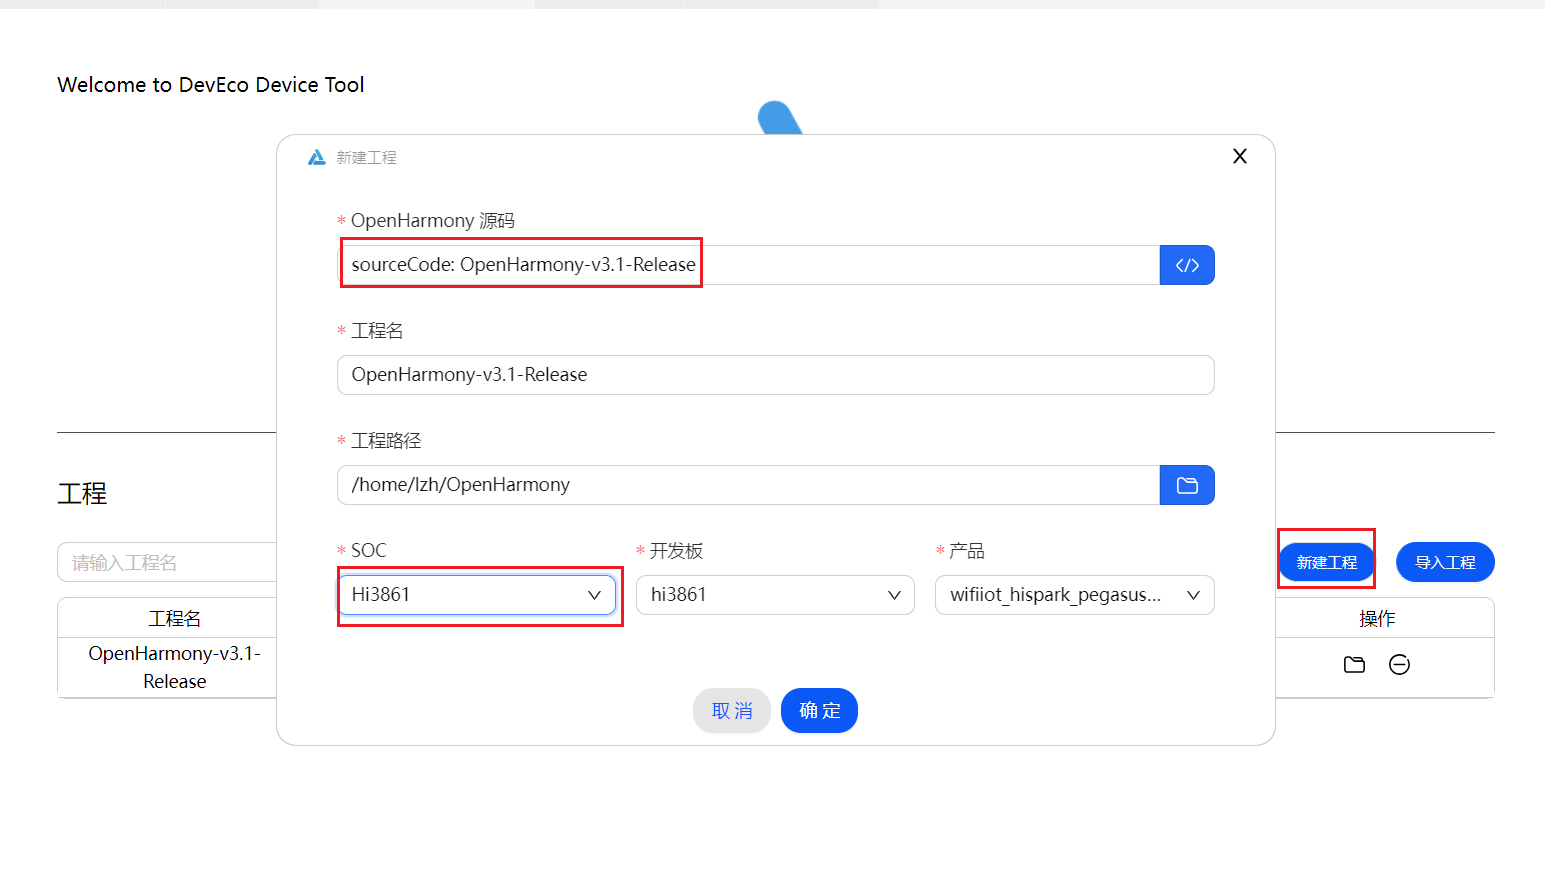 Welcome to DevEco Device Tool
新建工程
X
* OpenHarmony 源码
sourceCode: OpenHarmony-v3.1-Release
* 工程名
OpenHarmony-v3.1-Release
* 工程路径
/home/lzh/OpenHarmony
* SOC
* 开发板
* 产品
Hi3861
hi3861
wifiiot_hispark_pegasus...
取 消
确 定
工程
请输入工程名
新建工程
导入工程
工程名
操作
OpenHarmony-v3.1-
Release